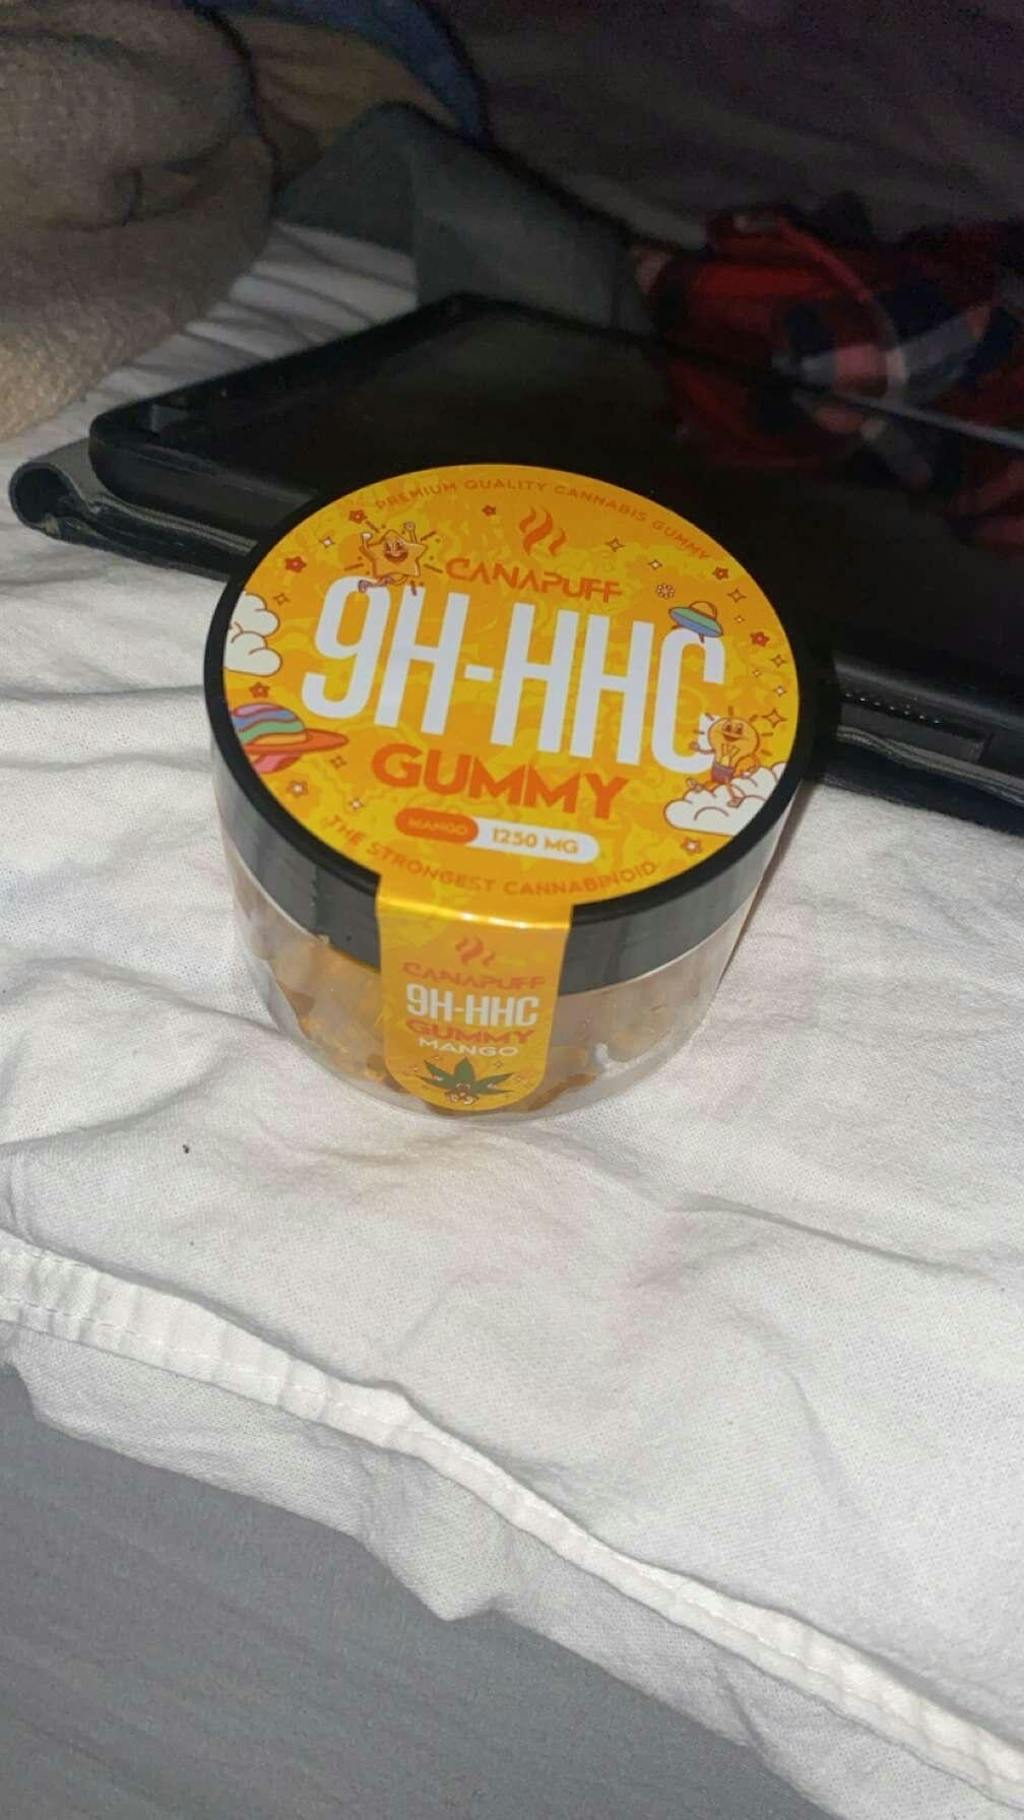 PREMIUM QUALITY CANNABIS GUMMY
CANAPUFF
9H-HHC
GUMMY
MANGO 1250 MG
THE STRONGEST CANNABINOID
CANAPUFF
9H-HHC
GUMMY
MANGO